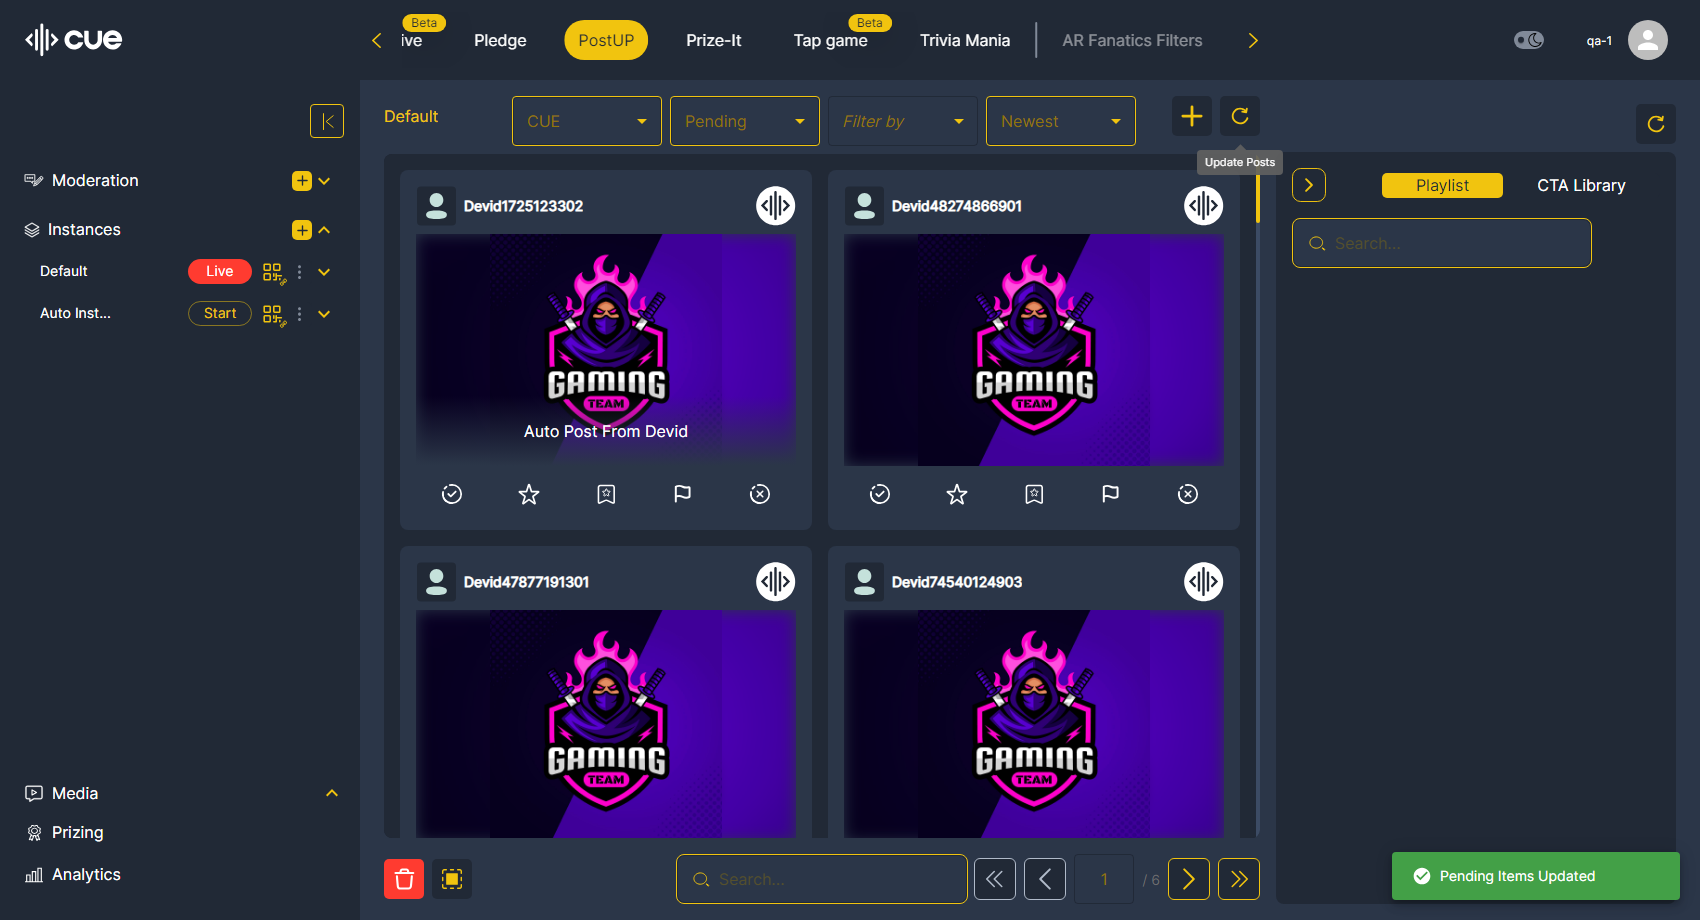 cue
Beta
ive
Pledge
PostUP
Prize-It
Beta
Tap game
Trivia Mania
AR Fanatics Filters
qa-1
Default
CUE
Pending
Filter by
Newest
Update Posts
Moderation
Instances
Default
Live
Auto Inst...
Start
Devid1725123302
GAMING
TEAM
Auto Post From Devid
Devid48274866901
GAMING
TEAM
Devid47877191301
GAMING
TEAM
Devid74540124903
GAMING
TEAM
Playlist
CTA Library
Search...
Media
Prizing
Analytics
Search...
1
/ 6
Pending Items Updated